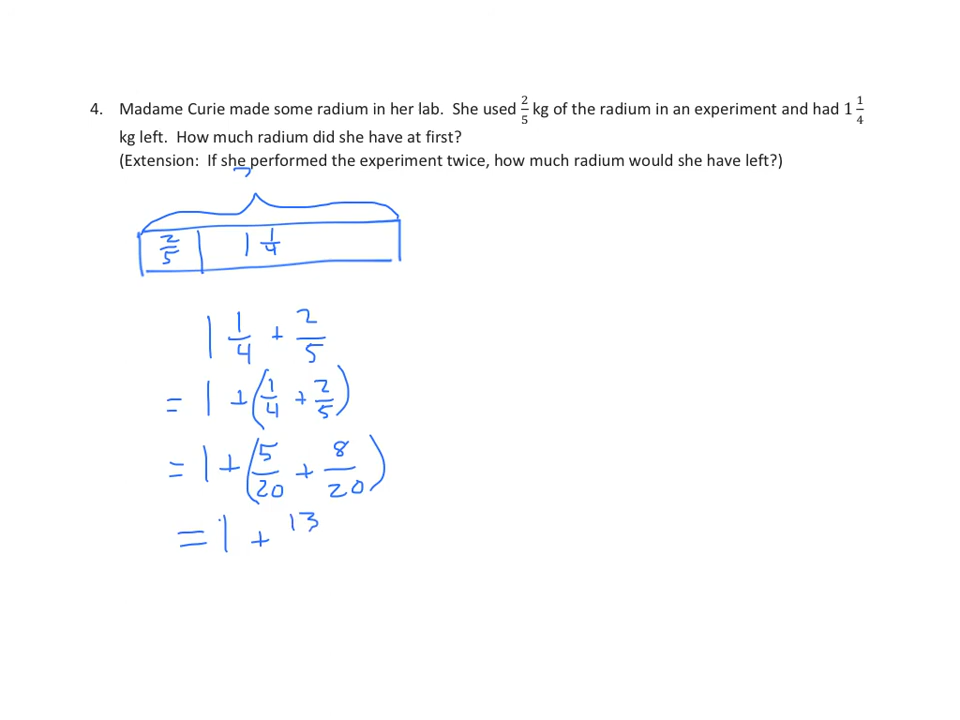 4. Madame Curie made some radium in her lab. She used 2/5 kg of the radium in an experiment and had 1 1/4
kg left. How much radium did she have at first?
(Extension: If she performed the experiment twice, how much radium would she have left?)
2/5 1 1/4
1 1/4 + 2/5
= 1 + (1/4 + 2/5)
= 1 + (5/20 + 8/20)
= 1 + 13